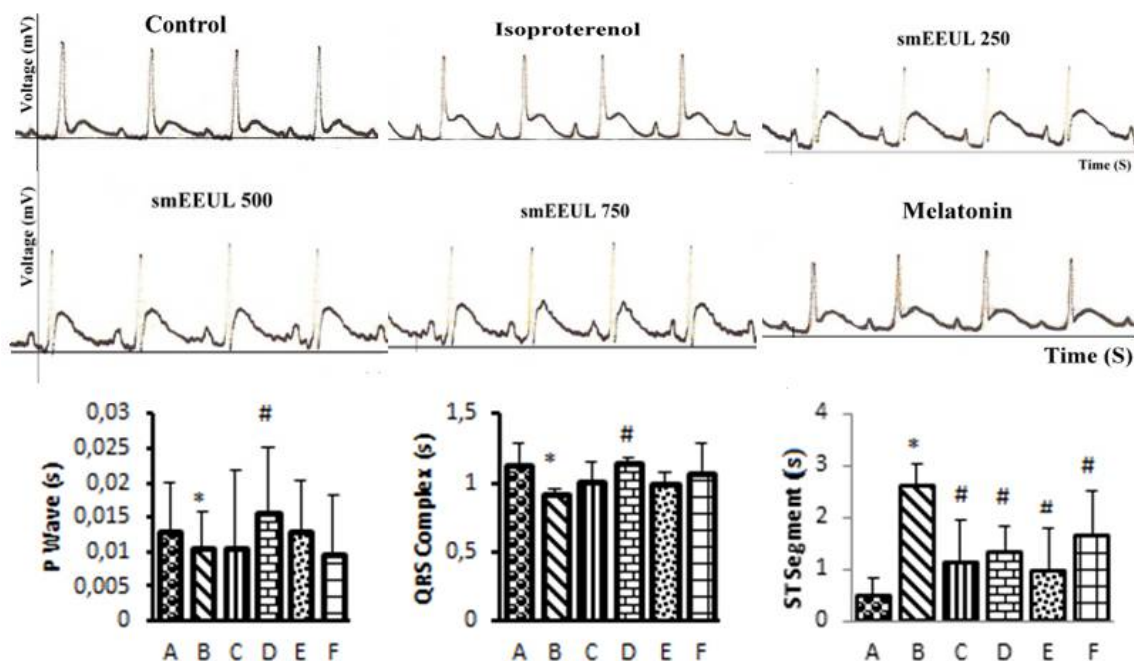 Control
Isoproterenol
smEEUL 250
Voltage (mV)
Time (S)
smEEUL 500
smEEUL 750
Melatonin
Voltage (mV)
Time (S)
P Wave (s)
0,03
0,025
0,02
0,015
0,01
0,005
0
*
#
A B C D E F
QRS Complex (s)
1,5
1
0,5
0
*
#
A B C D E F
ST Segment (s)
4
3
2
1
0
*
# # # #
A B C D E F